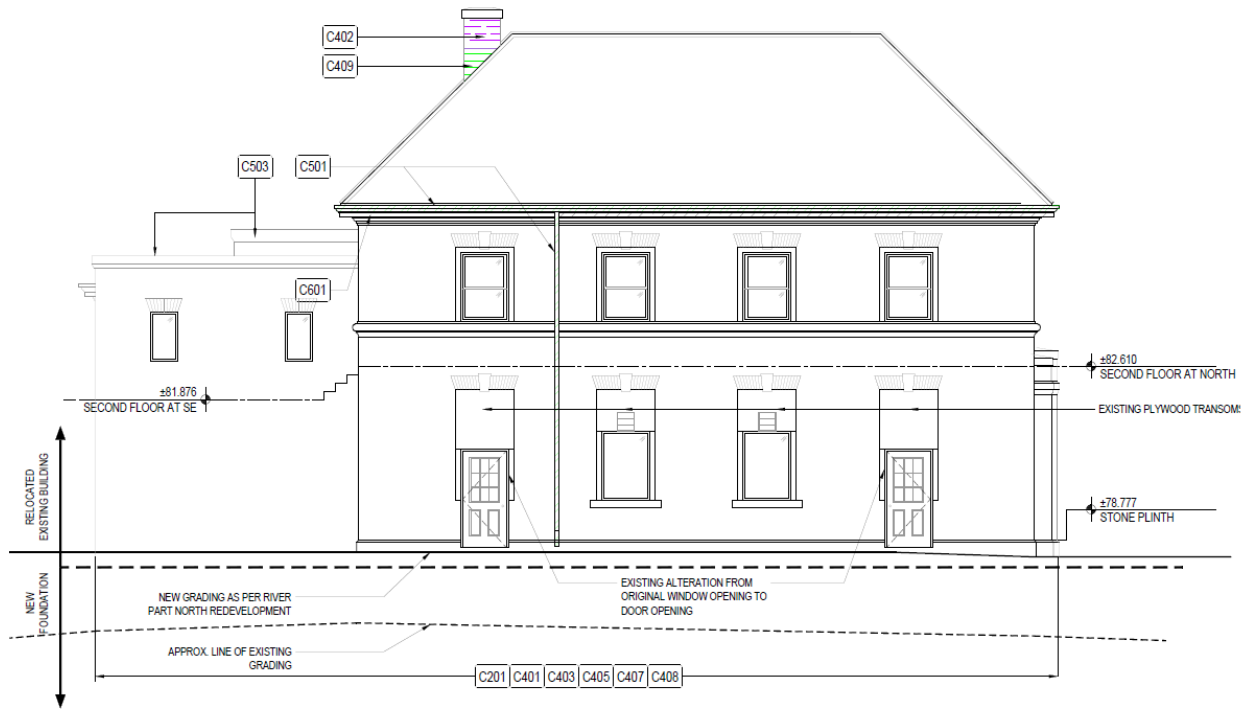 C402
C409
C503
C501
C601
±82.610
SECOND FLOOR AT NORTH
±81.876
SECOND FLOOR AT SE
EXISTING PLYWOOD TRANSOMS
RELOCATED
EXISTING BUILDING
±78.777
STONE PLINTH
NEW
FOUNDATION
NEW GRADING AS PER RIVER
PART NORTH REDEVELOPMENT
EXISTING ALTERATION FROM
ORIGINAL WINDOW OPENING TO
DOOR OPENING
APPROX. LINE OF EXISTING
GRADING
C201 C401 C403 C405 C407 C408